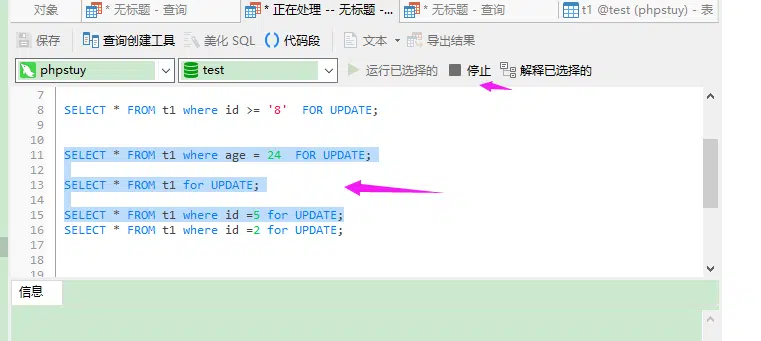 对象
* 无标题 - 查询
* 正在处理 -- 无标题 -...
* 无标题 - 查询
t1 @test (phpstuy) - 表
保存 查询创建工具 美化 SQL () 代码段 文本 导出结果
phpstuy test 运行已选择的 停止 解释已选择的
7
8 SELECT * FROM t1 where id >= '8'  FOR UPDATE;
9
10
11 SELECT * FROM t1 where age = 24  FOR UPDATE;
12
13 SELECT * FROM t1 for UPDATE;
14
15 SELECT * FROM t1 where id =5 for UPDATE;
16 SELECT * FROM t1 where id =2 for UPDATE;
17
18
19
信息